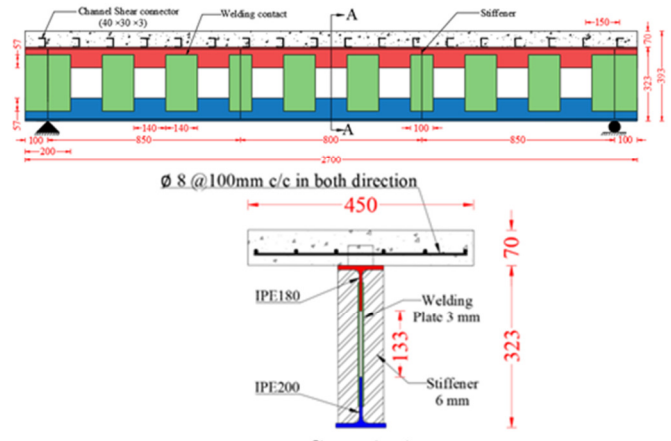 Channel Shear connector
(40 ×30 ×3)
Welding contact
A
Stiffener
150
57
70
323
393
57
A
140
140
100
100
850
800
850
100
200
2700
Ø 8 @100mm c/c in both direction
450
70
IPE180
Welding
Plate 3 mm
133
323
IPE200
Stiffener
6 mm